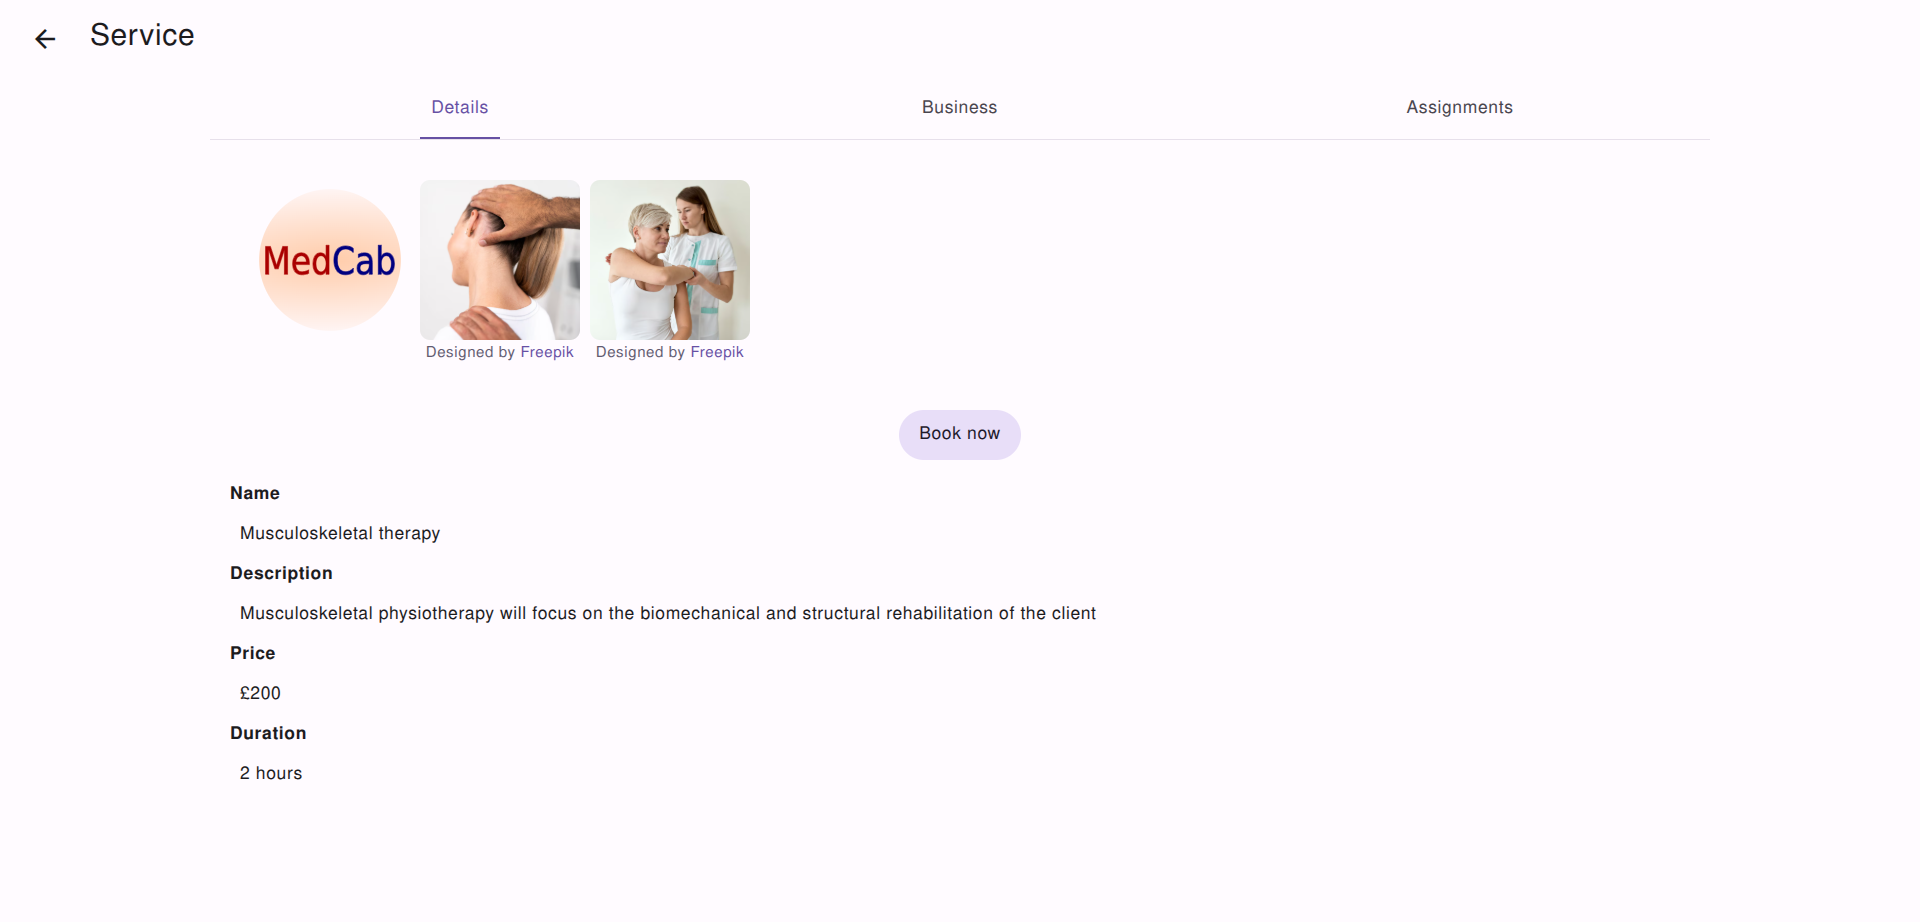 Service
Details
Business
Assignments
MedCab
Designed by Freepik
Designed by Freepik
Book now
Name
Musculoskeletal therapy
Description
Musculoskeletal physiotherapy will focus on the biomechanical and structural rehabilitation of the client
Price
£200
Duration
2 hours